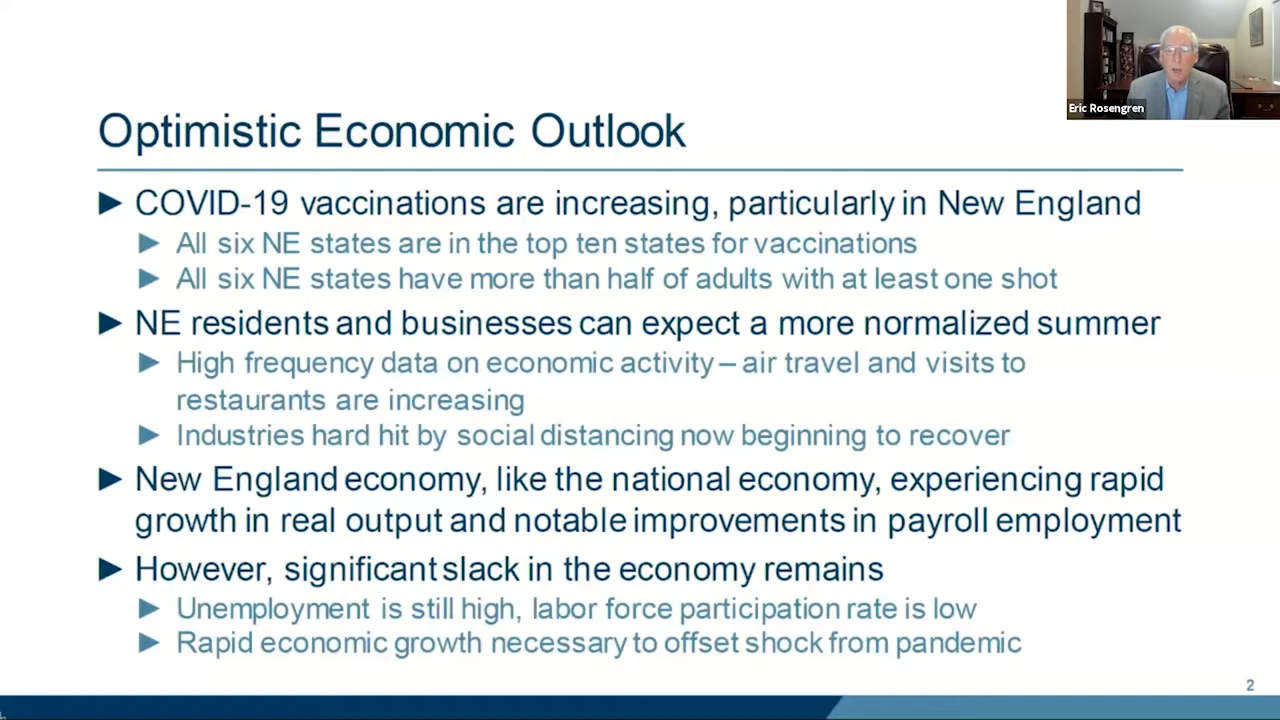 Eric Rosengren
Optimistic Economic Outlook
► COVID-19 vaccinations are increasing, particularly in New England
► All six NE states are in the top ten states for vaccinations
► All six NE states have more than half of adults with at least one shot
► NE residents and businesses can expect a more normalized summer
► High frequency data on economic activity – air travel and visits to
restaurants are increasing
► Industries hard hit by social distancing now beginning to recover
► New England economy, like the national economy, experiencing rapid
growth in real output and notable improvements in payroll employment
► However, significant slack in the economy remains
► Unemployment is still high, labor force participation rate is low
► Rapid economic growth necessary to offset shock from pandemic
2